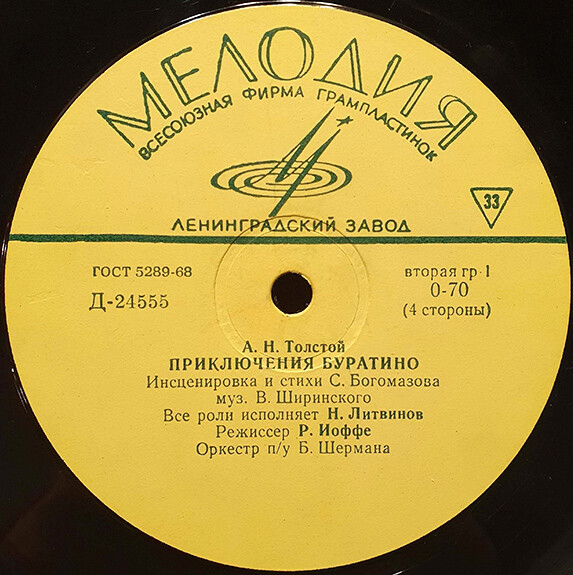 МЕЛОДИЯ
ВСЕСОЮЗНАЯ ФИРМА ГРАМПЛАСТИНОК
33
ЛЕНИНГРАДСКИЙ ЗАВОД
ГОСТ 5289-68
вторая гр·1
Д-24555
0-70
(4 стороны)
А. Н. Толстой
ПРИКЛЮЧЕНИЯ БУРАТИНО
Инсценировка и стихи С. Богомазова
муз. В. Ширинского
Все роли исполняет Н. Литвинов
Режиссер Р. Иоффе
Оркестр п/у Б. Шермана